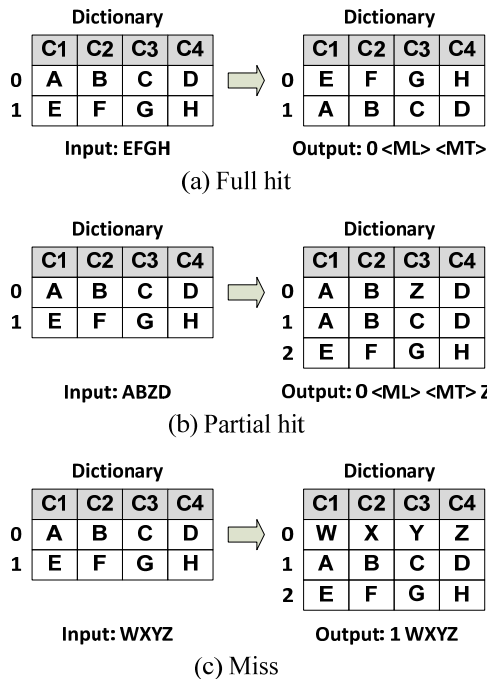 Dictionary Dictionary
C1 C2 C3 C4 C1 C2 C3 C4
0 A B C D 0 E F G H
1 E F G H 1 A B C D
Input: EFGH Output: 0 <ML> <MT>
(a) Full hit
Dictionary Dictionary
C1 C2 C3 C4 C1 C2 C3 C4
0 A B C D 0 A B Z D
1 E F G H 1 A B C D
2 E F G H
Input: ABZD Output: 0 <ML> <MT> Z
(b) Partial hit
Dictionary Dictionary
C1 C2 C3 C4 C1 C2 C3 C4
0 A B C D 0 W X Y Z
1 E F G H 1 A B C D
2 E F G H
Input: WXYZ Output: 1 WXYZ
(c) Miss